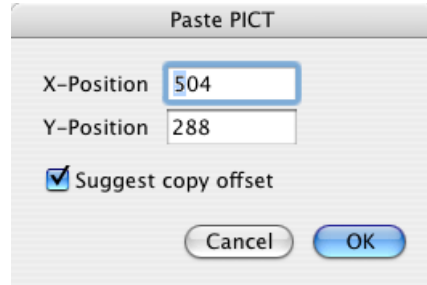 Paste PICT
X-Position 504
Y-Position 288
Suggest copy offset
Cancel OK